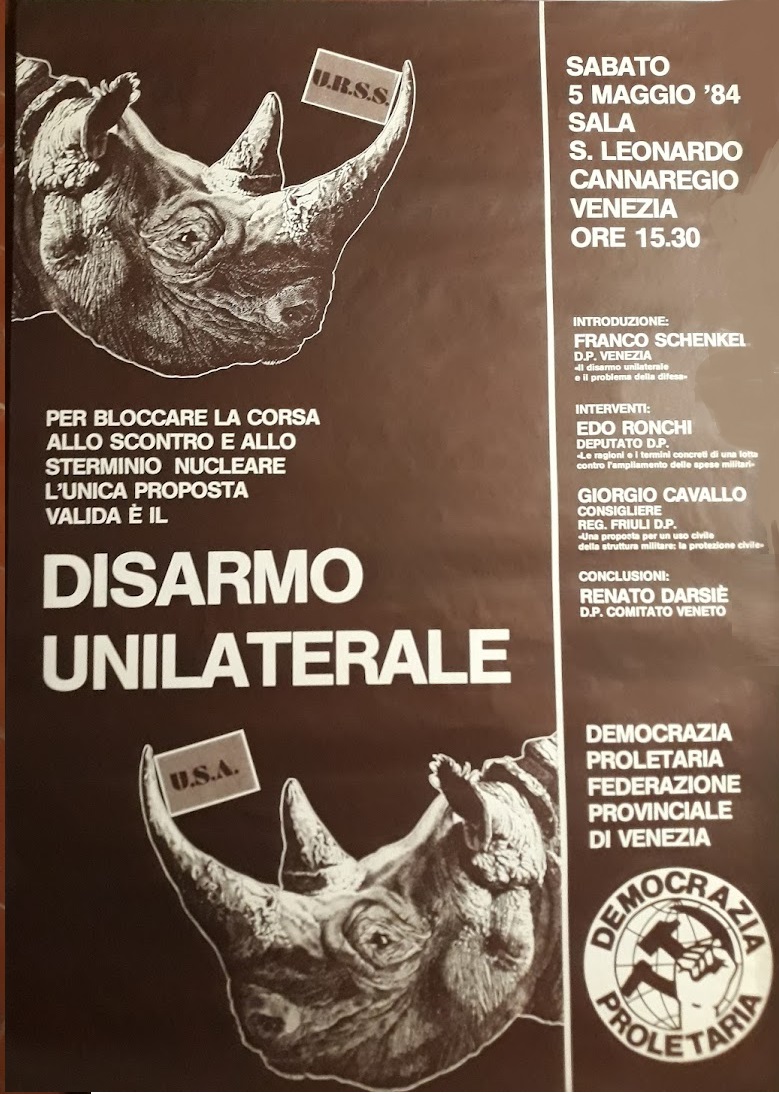 U.R.S.S.
PER BLOCCARE LA CORSA
ALLO SCONTRO E ALLO
STERMINIO NUCLEARE
L'UNICA PROPOSTA
VALIDA È IL
DISARMO
UNILATERALE
U.S.A.
SABATO
5 MAGGIO '84
SALA
S. LEONARDO
CANNAREGIO
VENEZIA
ORE 15.30
INTRODUZIONE:
FRANCO SCHENKEL
D.P. VENEZIA
«Il disarmo unilaterale
e il problema della difesa»
INTERVENTI:
EDO RONCHI
DEPUTATO D.P.
«Le ragioni e i termini concreti di una lotta
contro l'ampliamento delle spese militari»
GIORGIO CAVALLO
CONSIGLIERE
REG. FRIULI D.P.
«Una proposta per un uso civile
della struttura militare: la protezione civile»
CONCLUSIONI:
RENATO DARSIÈ
D.P. COMITATO VENETO
DEMOCRAZIA
PROLETARIA
FEDERAZIONE
PROVINCIALE
DI VENEZIA
DEMOCRAZIA
PROLETARIA